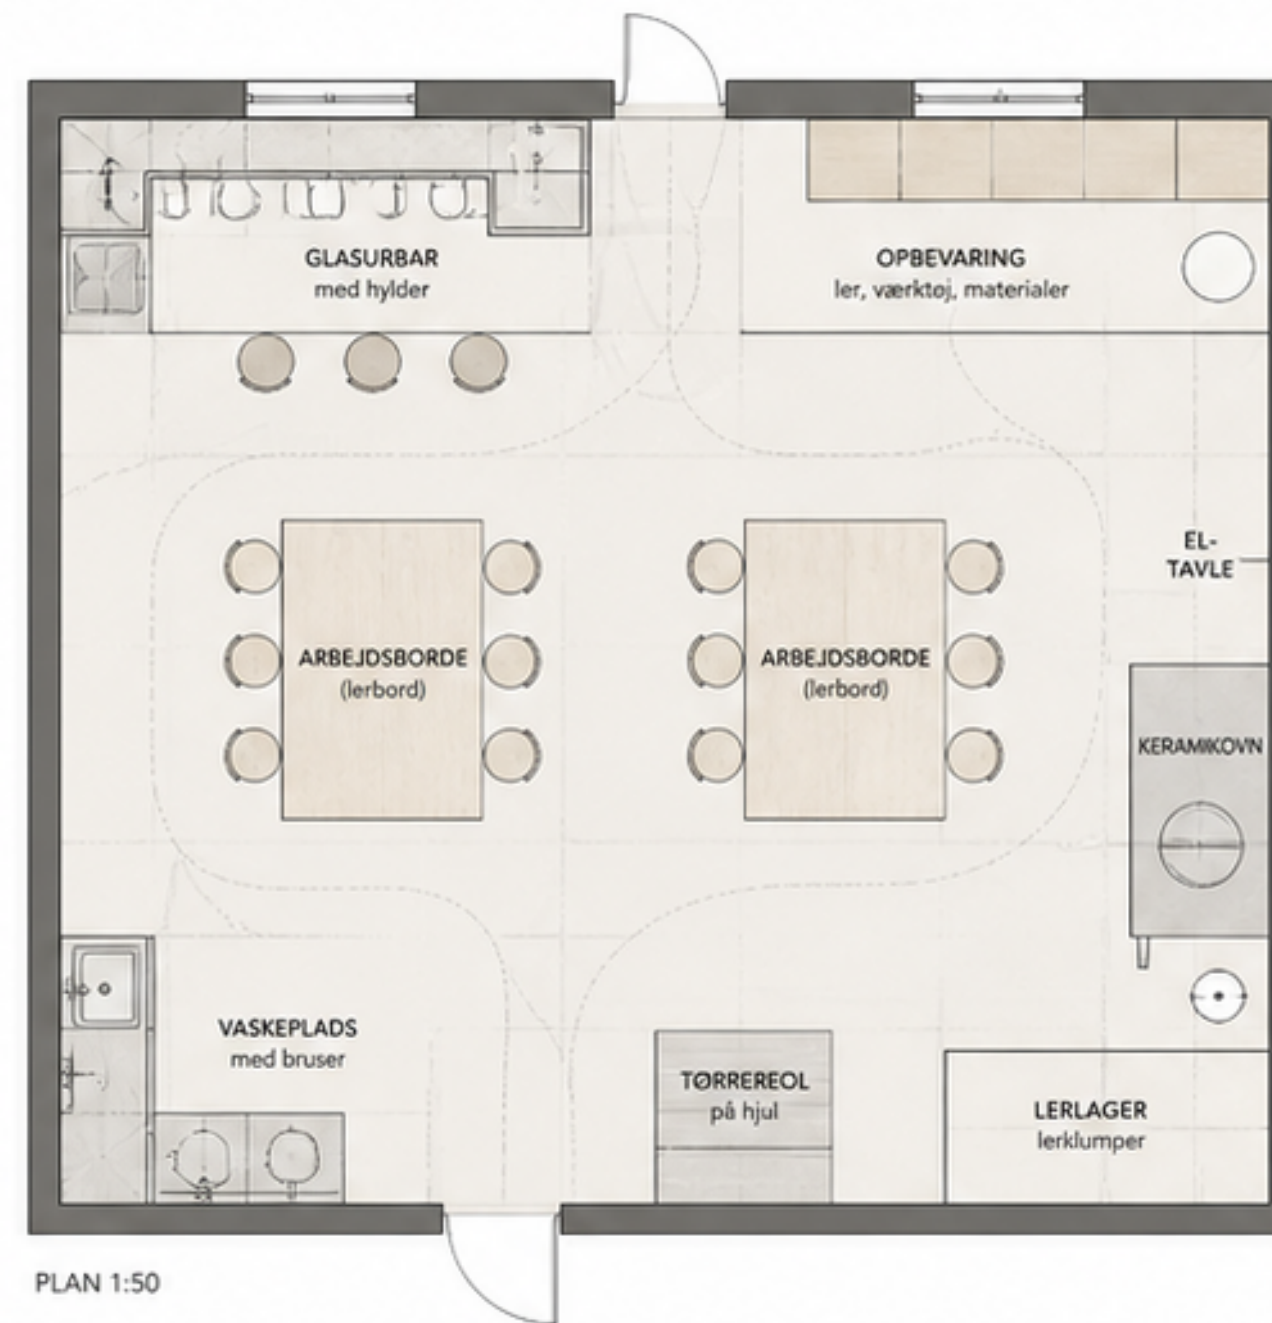 GLASURBAR
med hylder
OPBEVARING
ler, værktøj, materialer
EL-
TAVLE
ARBEJDSBORDE
(lerbord)
ARBEJDSBORDE
(lerbord)
KERAMIKOVN
VASKEPLADS
med bruser
TØRREREOL
på hjul
LERLAGER
lerklumper
PLAN 1:50